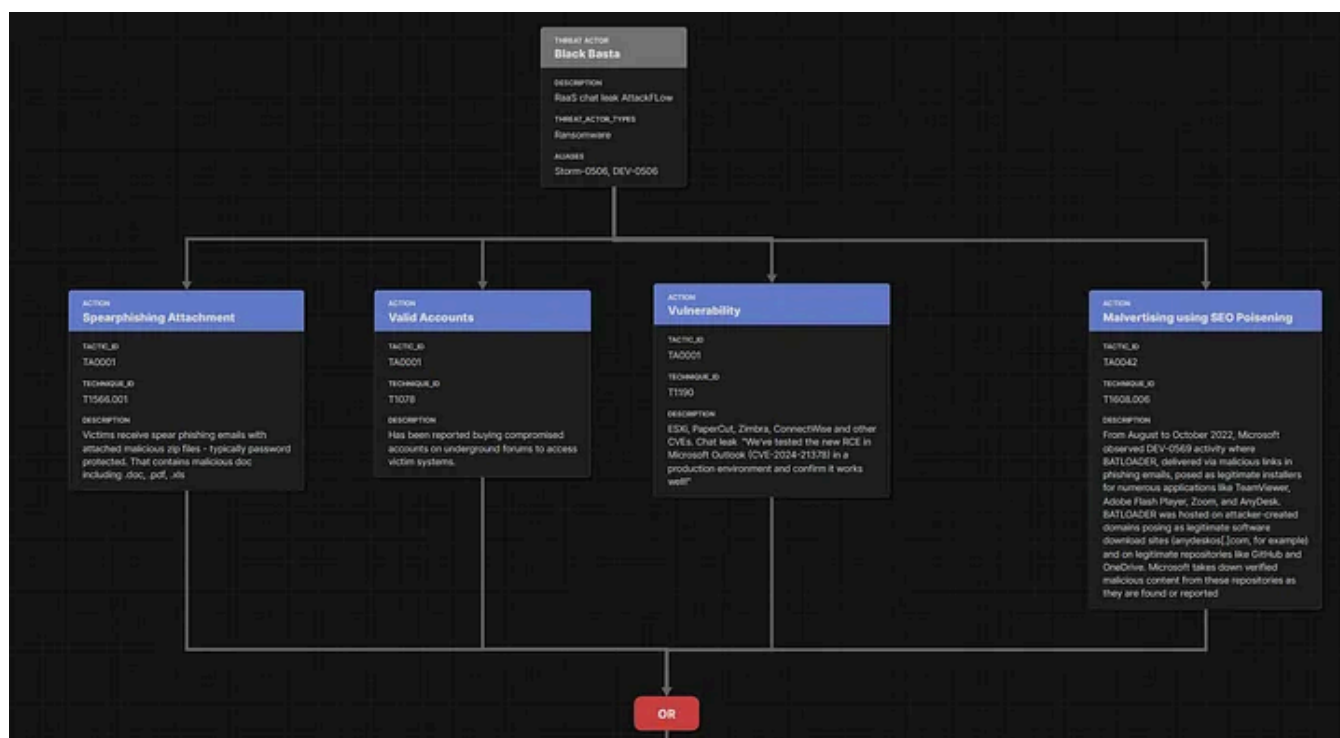 THREAT ACTOR
Black Basta
DESCRIPTION
RaaS chat leak AttackFLow
THREAT_ACTOR_TYPES
Ransomware
ALIASES
Storm-0506, DEV-0506
ACTION
Spearphishing Attachment
TACTIC_ID
TA0001
TECHNIQUE_ID
T1566.001
DESCRIPTION
Victims receive spear phishing emails with
attached malicious zip files - typically password
protected. That contains malicious doc
including .doc, .pdf, .xls
ACTION
Valid Accounts
TACTIC_ID
TA0001
TECHNIQUE_ID
T1078
DESCRIPTION
Has been reported buying compromised
accounts on underground forums to access
victim systems.
ACTION
Vulnerability
TACTIC_ID
TA0001
TECHNIQUE_ID
T1190
DESCRIPTION
ESXi, PaperCut, Zimbra, ConnectWise and other
CVEs. Chat leak "We've tested the new RCE in
Microsoft Outlook (CVE-2024-21378) in a
production environment and confirm it works
well!"
ACTION
Malvertising using SEO Poisening
TACTIC_ID
TA0042
TECHNIQUE_ID
T1608.006
DESCRIPTION
From August to October 2022, Microsoft
observed DEV-0569 activity where
BATLOADER, delivered via malicious links in
phishing emails, posed as legitimate installers
for numerous applications like TeamViewer,
Adobe Flash Player, Zoom, and AnyDesk.
BATLOADER was hosted on attacker-created
domains posing as legitimate software
download sites (anydeskos[.]com, for example)
and on legitimate repositories like GitHub and
OneDrive. Microsoft takes down verified
malicious content from these repositories as
they are found or reported
OR